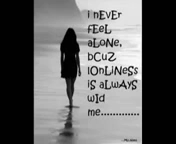 i nEVER
FEEL
aLONE,
bCUZ
lONLiNESS
iS aLWAYS
WiD
me.............